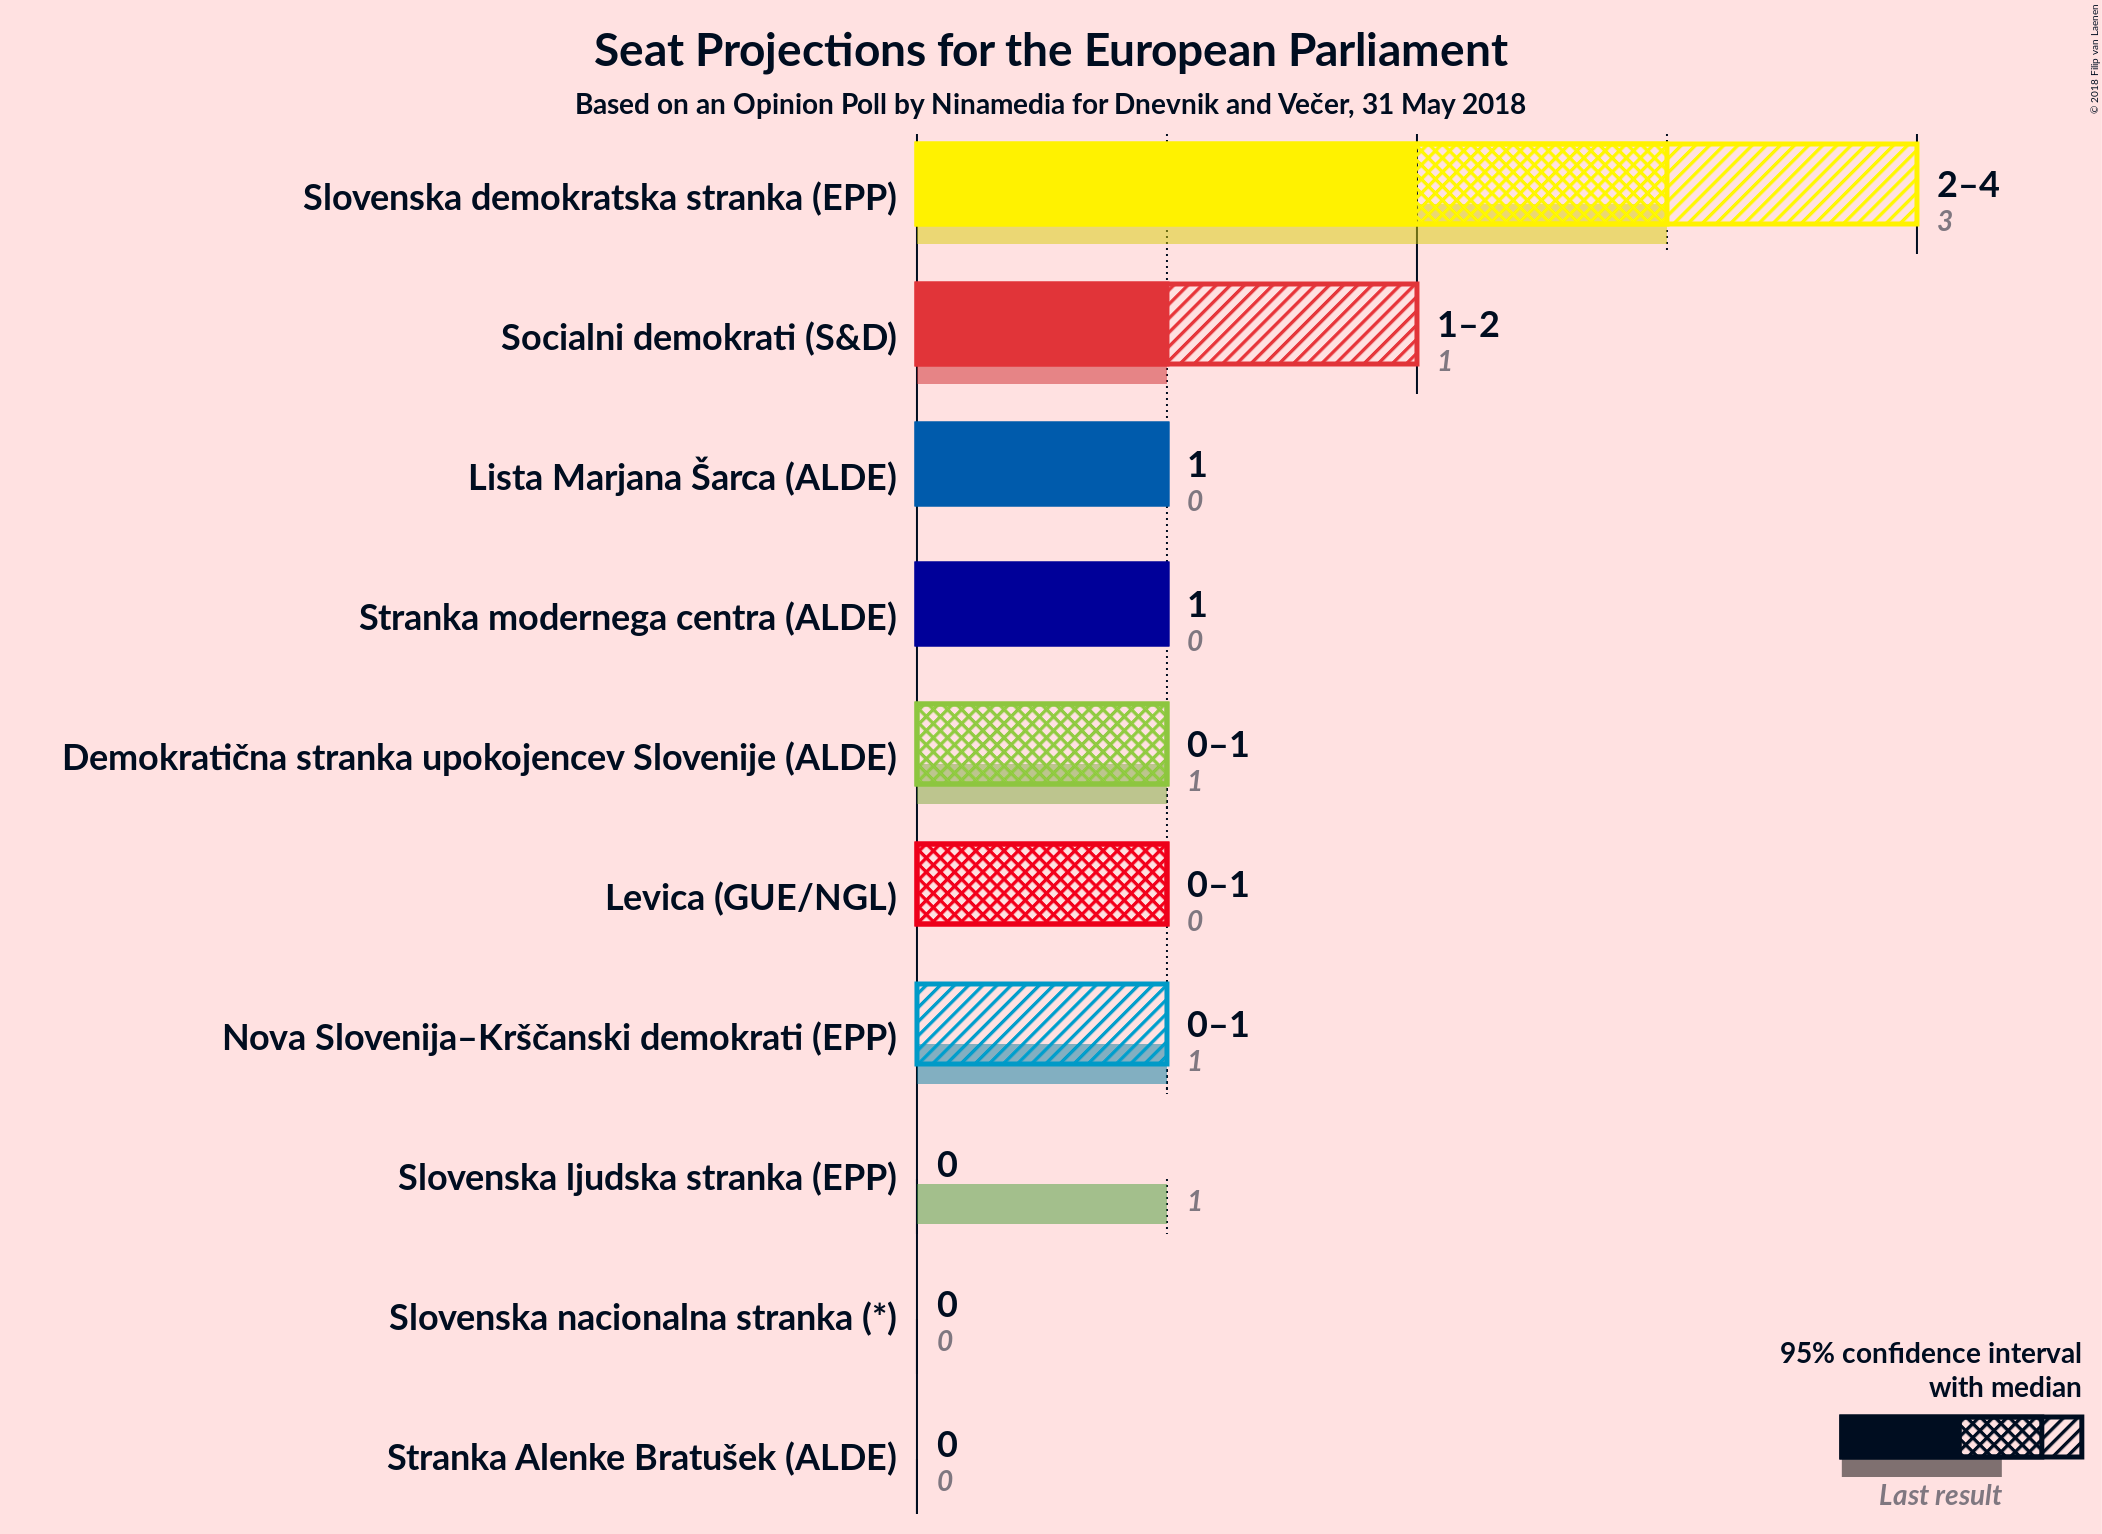 Seat Projections for the European Parliament
Based on an Opinion Poll by Ninamedia for Dnevnik and Večer, 31 May 2018
© 2018 Filip van Laenen
Slovenska demokratska stranka (EPP)
2–4
3
Socialni demokrati (S&D)
1–2
1
Lista Marjana Šarca (ALDE)
1
0
Stranka modernega centra (ALDE)
1
0
Demokratična stranka upokojencev Slovenije (ALDE)
0–1
1
Levica (GUE/NGL)
0–1
0
Nova Slovenija–Krščanski demokrati (EPP)
0–1
1
Slovenska ljudska stranka (EPP)
0
1
Slovenska nacionalna stranka (*)
0
0
Stranka Alenke Bratušek (ALDE)
0
0
95% confidence interval
with median
Last result